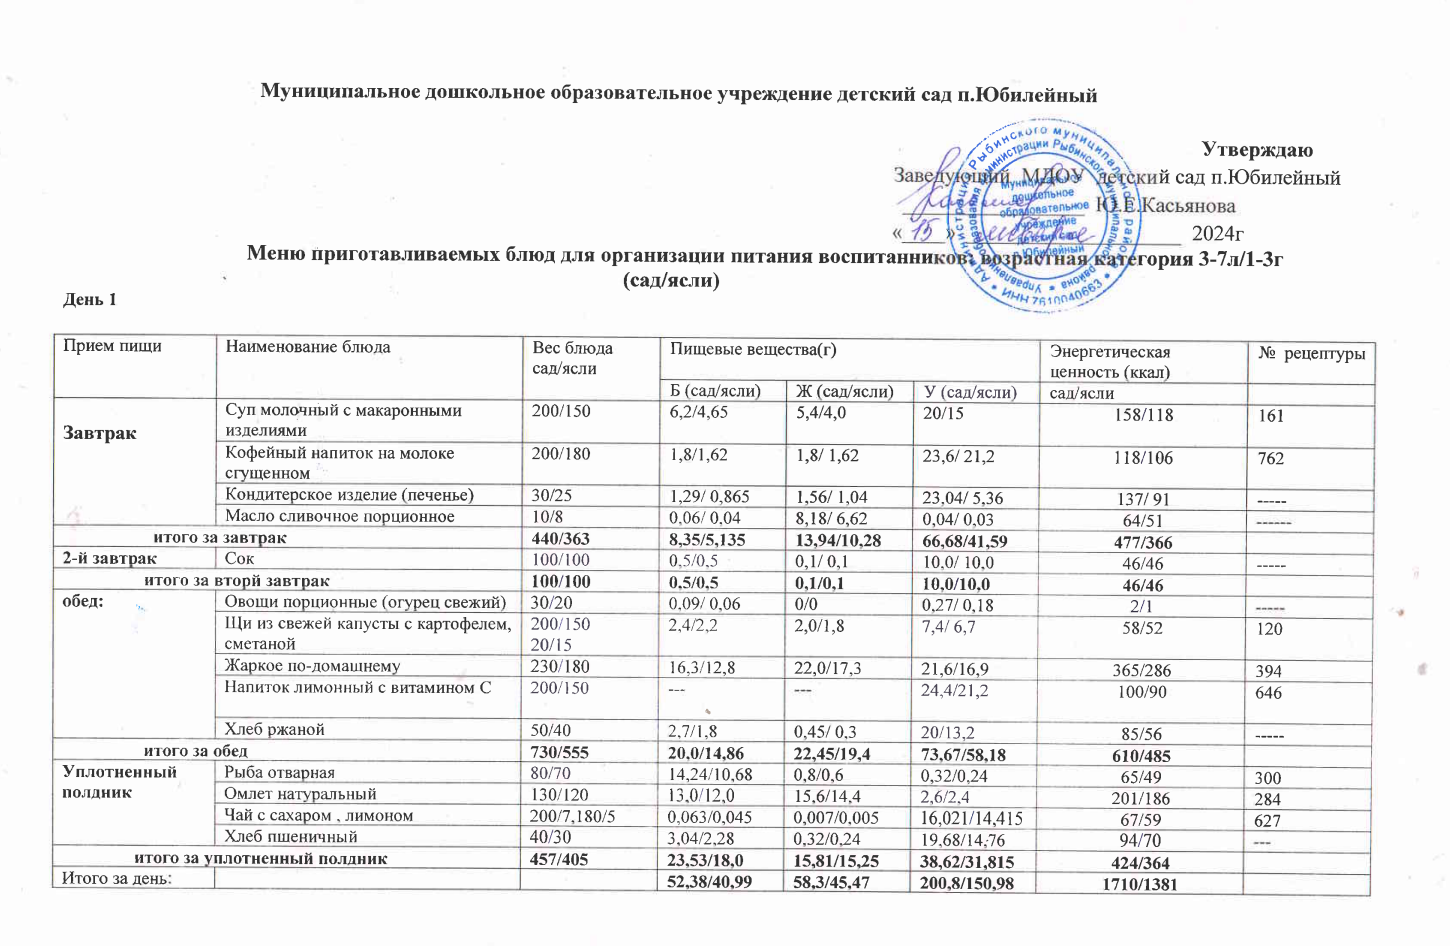 Муниципальное дошкольное образовательное учреждение детский сад п.Юбилейный
Утверждаю
Заведующий МДОУ детский сад п.Юбилейный
Ю.Е.Касьянова
« 15 » 2024г
Меню приготавливаемых блюд для организации питания воспитанников: возрастная категория 3-7л/1-3г
(сад/ясли)
Муниципальное
дошкольное
образовательное
учреждение
детский сад
п. Юбилейный
ИНН 7610040663
День 1
Прием пищи Наименование блюда Вес блюда сад/ясли Пищевые вещества(г) Энергетическая ценность (ккал) № рецептуры
Б (сад/ясли) Ж (сад/ясли) У (сад/ясли) сад/ясли
Завтрак Суп молочный с макаронными изделиями 200/150 6,2/4,65 5,4/4,0 20/15 158/118 161
Кофейный напиток на молоке сгущенном 200/180 1,8/1,62 1,8/ 1,62 23,6/ 21,2 118/106 762
Кондитерское изделие (печенье) 30/25 1,29/ 0,865 1,56/ 1,04 23,04/ 5,36 137/ 91 -----
Масло сливочное порционное 10/8 0,06/ 0,04 8,18/ 6,62 0,04/ 0,03 64/51 ------
итого за завтрак 440/363 8,35/5,135 13,94/10,28 66,68/41,59 477/366
2-й завтрак Сок 100/100 0,5/0,5 0,1/ 0,1 10,0/ 10,0 46/46 -----
итого за вторй завтрак 100/100 0,5/0,5 0,1/0,1 10,0/10,0 46/46
обед: Овощи порционные (огурец свежий) 30/20 0,09/ 0,06 0/0 0,27/ 0,18 2/1 -----
Щи из свежей капусты с картофелем, 200/150 2,4/2,2 2,0/1,8 7,4/ 6,7 58/52 120
сметаной 20/15
Жаркое по-домашнему 230/180 16,3/12,8 22,0/17,3 21,6/16,9 365/286 394
Напиток лимонный с витамином С 200/150 --- --- 24,4/21,2 100/90 646
Хлеб ржаной 50/40 2,7/1,8 0,45/ 0,3 20/13,2 85/56 -----
итого за обед 730/555 20,0/14,86 22,45/19,4 73,67/58,18 610/485
Уплотненный полдник Рыба отварная 80/70 14,24/10,68 0,8/0,6 0,32/0,24 65/49 300
Омлет натуральный 130/120 13,0/12,0 15,6/14,4 2,6/2,4 201/186 284
Чай с сахаром , лимоном 200/7,180/5 0,063/0,045 0,007/0,005 16,021/14,415 67/59 627
Хлеб пшеничный 40/30 3,04/2,28 0,32/0,24 19,68/14,76 94/70 ---
итого за уплотненный полдник 457/405 23,53/18,0 15,81/15,25 38,62/31,815 424/364
Итого за день: 52,38/40,99 58,3/45,47 200,8/150,98 1710/1381